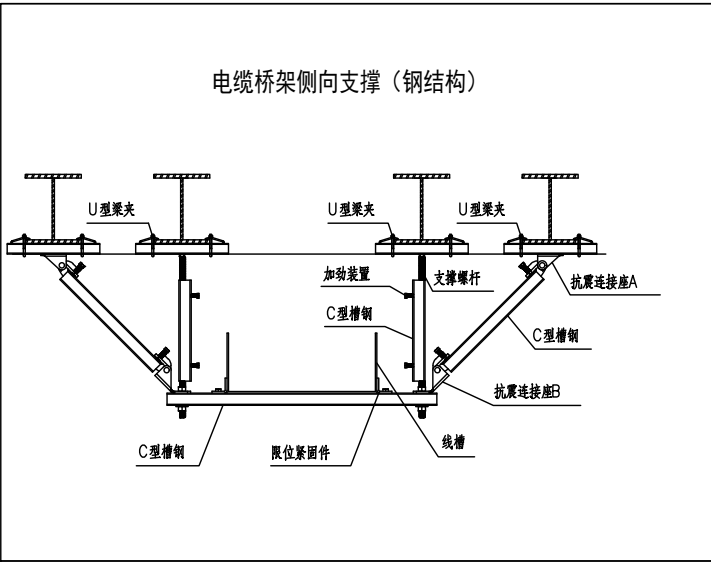 电缆桥架侧向支撑（钢结构）
U型梁夹
U型梁夹
U型梁夹
加劲装置
支撑螺杆
抗震连接座A
C型槽钢
C型槽钢
抗震连接座B
C型槽钢
限位紧固件
线槽